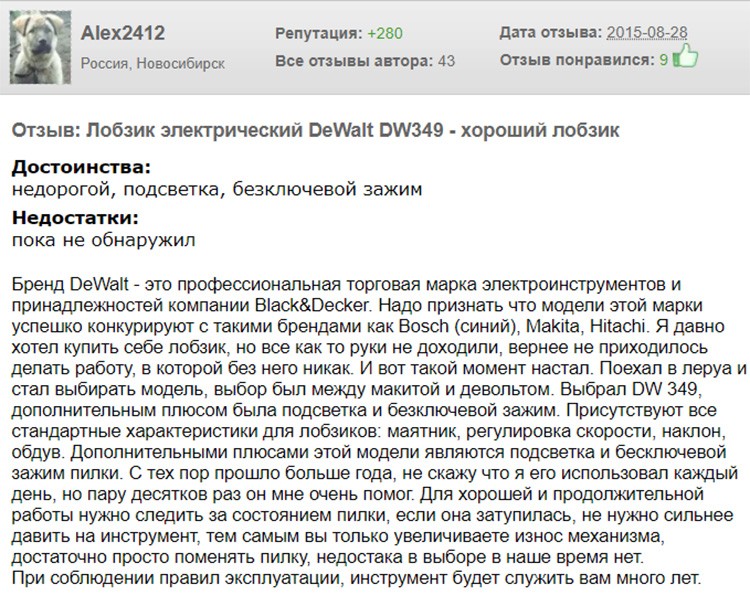 Alex2412
Россия, Новосибирск
Репутация: +280
Все отзывы автора: 43
Дата отзыва: 2015-08-28
Отзыв понравился: 9
Отзыв: Лобзик электрический DeWalt DW349 - хороший лобзик
Достоинства:
недорогой, подсветка, безключевой зажим
Недостатки:
пока не обнаружил
Бренд DeWalt - это профессиональная торговая марка электроинструментов и
принадлежностей компании Black&Decker. Надо признать что модели этой марки
успешко конкурируют с такими брендами как Bosch (синий), Makita, Hitachi. Я давно
хотел купить себе лобзик, но все как то руки не доходили, вернее не приходилось
делать работу, в которой без него никак. И вот такой момент настал. Поехал в леруа и
стал выбирать модель, выбор был между макитой и девольтом. Выбрал DW 349,
дополнительным плюсом была подсветка и безключевой зажим. Присутствуют все
стандартные характеристики для лобзиков: маятник, регулировка скорости, наклон,
обдув. Дополнительными плюсами этой модели являются подсветка и бесключевой
зажим пилки. С тех пор прошло больше года, не скажу что я его использовал каждый
день, но пару десятков раз он мне очень помог. Для хорошей и продолжительной
работы нужно следить за состоянием пилки, если она затупилась, не нужно сильнее
давить на инструмент, тем самым вы только увеличиваете износ механизма,
достаточно просто поменять пилку, недостака в выборе в наше время нет.
При соблюдении правил эксплуатации, инструмент будет служить вам много лет.